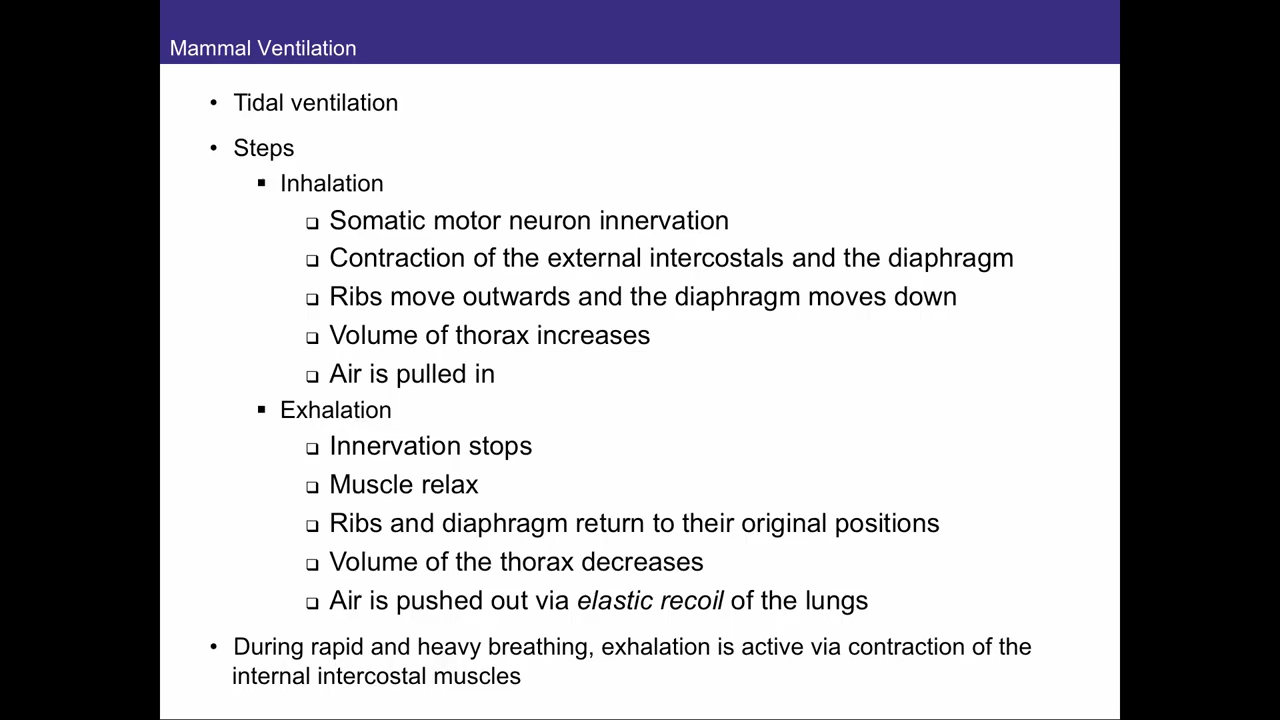 Mammal Ventilation
• Tidal ventilation
• Steps
▪ Inhalation
❑ Somatic motor neuron innervation
❑ Contraction of the external intercostals and the diaphragm
❑ Ribs move outwards and the diaphragm moves down
❑ Volume of thorax increases
❑ Air is pulled in
▪ Exhalation
❑ Innervation stops
❑ Muscle relax
❑ Ribs and diaphragm return to their original positions
❑ Volume of the thorax decreases
❑ Air is pushed out via elastic recoil of the lungs
• During rapid and heavy breathing, exhalation is active via contraction of the
internal intercostal muscles